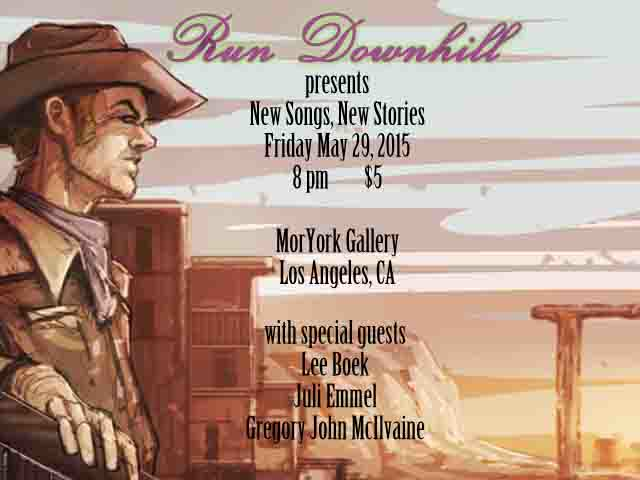 Run Downhill
presents
New Songs, New Stories
Friday May 29, 2015
8 pm $5
MorYork Gallery
Los Angeles, CA
with special guests
Lee Boek
Juli Emmel
Gregory John McIlvaine